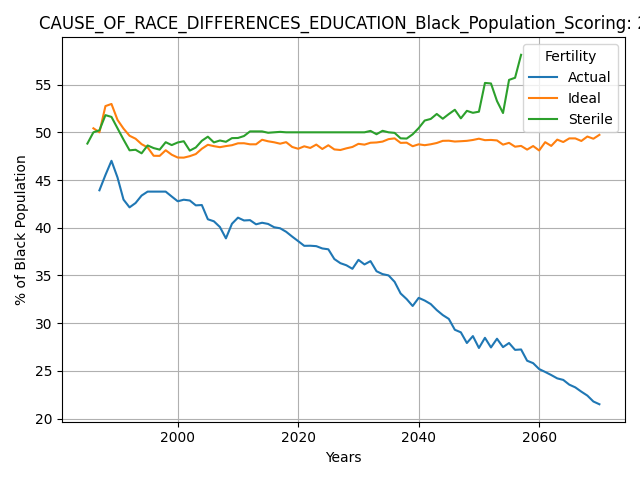 CAUSE_OF_RACE_DIFFERENCES_EDUCATION_Black_Population_Scoring:
Fertility
Actual
Ideal
Sterile
% of Black Population
55
50
45
40
35
30
25
20
2000
2020
2040
2060
Years